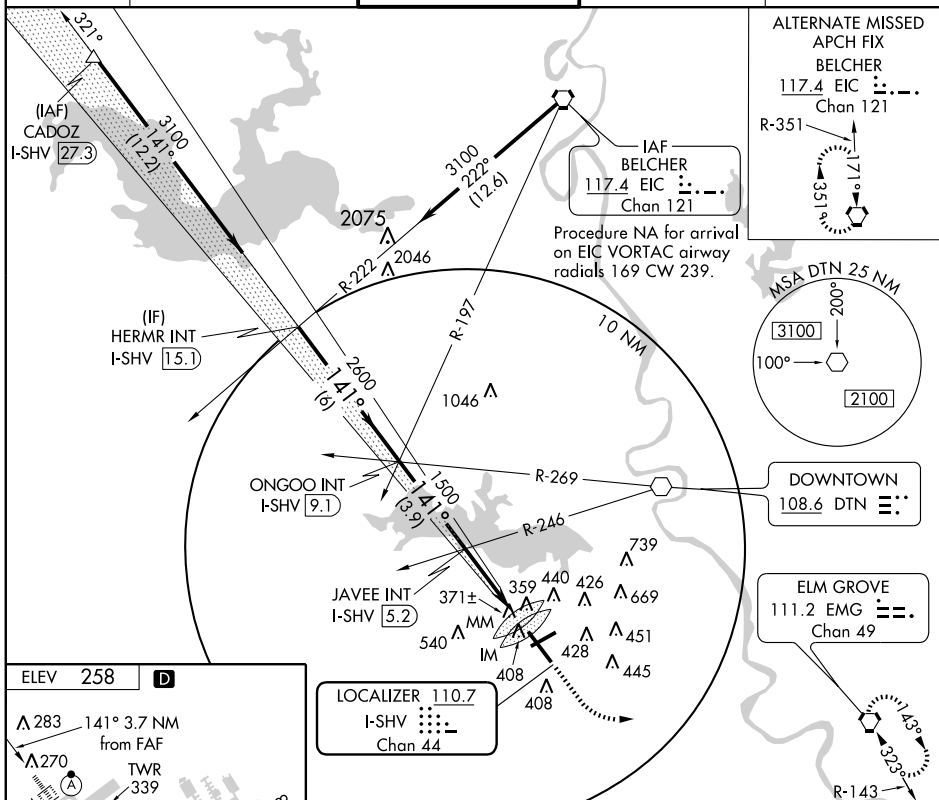 321°
(IAF)
CADOZ
I-SHV 27.3
3100
141°
(12.2)
3100
222°
(12.6)
IAF
BELCHER
117.4 EIC
Chan 121
Procedure NA for arrival
on EIC VORTAC airway
radials 169 CW 239.
ALTERNATE MISSED
APCH FIX
BELCHER
117.4 EIC
Chan 121
R-351
171°
351°
2075
2046
R-222
R-197
10 NM
MSA DTN 25 NM
200°
3100
100°
2100
(IF)
HERMR INT
I-SHV 15.1
2600
141°
(6)
1046
ONGOO INT
I-SHV 9.1
1500
141°
(3.9)
R-269
R-246
DOWNTOWN
108.6 DTN
JAVEE INT
I-SHV 5.2
739
371±
359
440
426
669
MM
540
IM
408
428
451
445
408
ELM GROVE
111.2 EMG
Chan 49
LOCALIZER 110.7
I-SHV
Chan 44
143°
323°
R-143
ELEV 258 D
283
141° 3.7 NM
from FAF
270
A
TWR
339